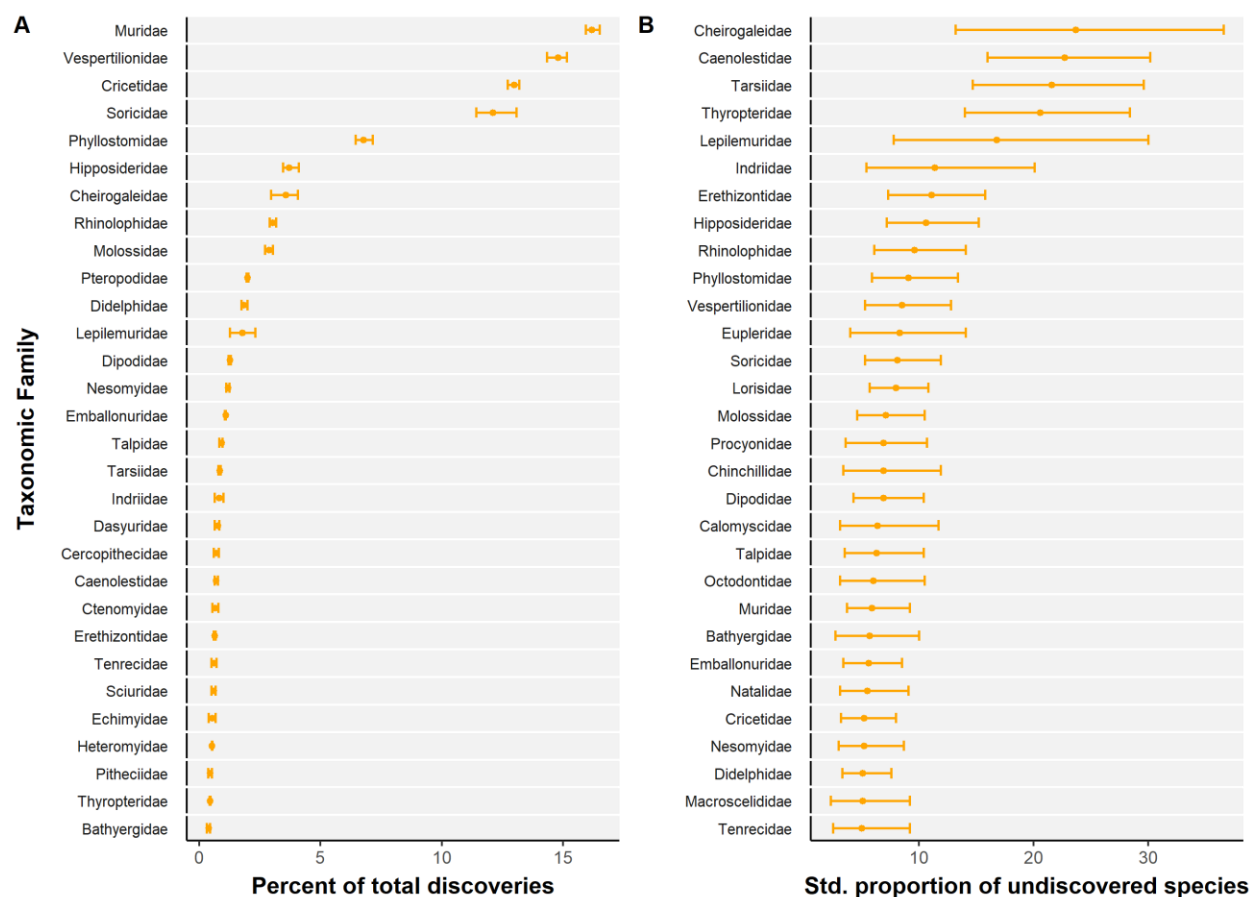 A
Muridae
Vespertilionidae
Cricetidae
Soricidae
Phyllostomidae
Hipposideridae
Cheirogaleidae
Rhinolophidae
Molossidae
Pteropodidae
Didelphidae
Lepilemuridae
Dipodidae
Nesomyidae
Emballonuridae
Talpidae
Tarsiidae
Indriidae
Dasyuridae
Cercopithecidae
Caenolestidae
Ctenomyidae
Erethizontidae
Tenrecidae
Sciuridae
Echimyidae
Heteromyidae
Pitheciidae
Thyropteridae
Bathyergidae
Taxonomic Family
0 5 10 15
Percent of total discoveries
B
Cheirogaleidae
Caenolestidae
Tarsiidae
Thyropteridae
Lepilemuridae
Indriidae
Erethizontidae
Hipposideridae
Rhinolophidae
Phyllostomidae
Vespertilionidae
Eupleridae
Soricidae
Lorisidae
Molossidae
Procyonidae
Chinchillidae
Dipodidae
Calomyscidae
Talpidae
Octodontidae
Muridae
Bathyergidae
Emballonuridae
Natalidae
Cricetidae
Nesomyidae
Didelphidae
Macroscelididae
Tenrecidae
10 20 30
Std. proportion of undiscovered species